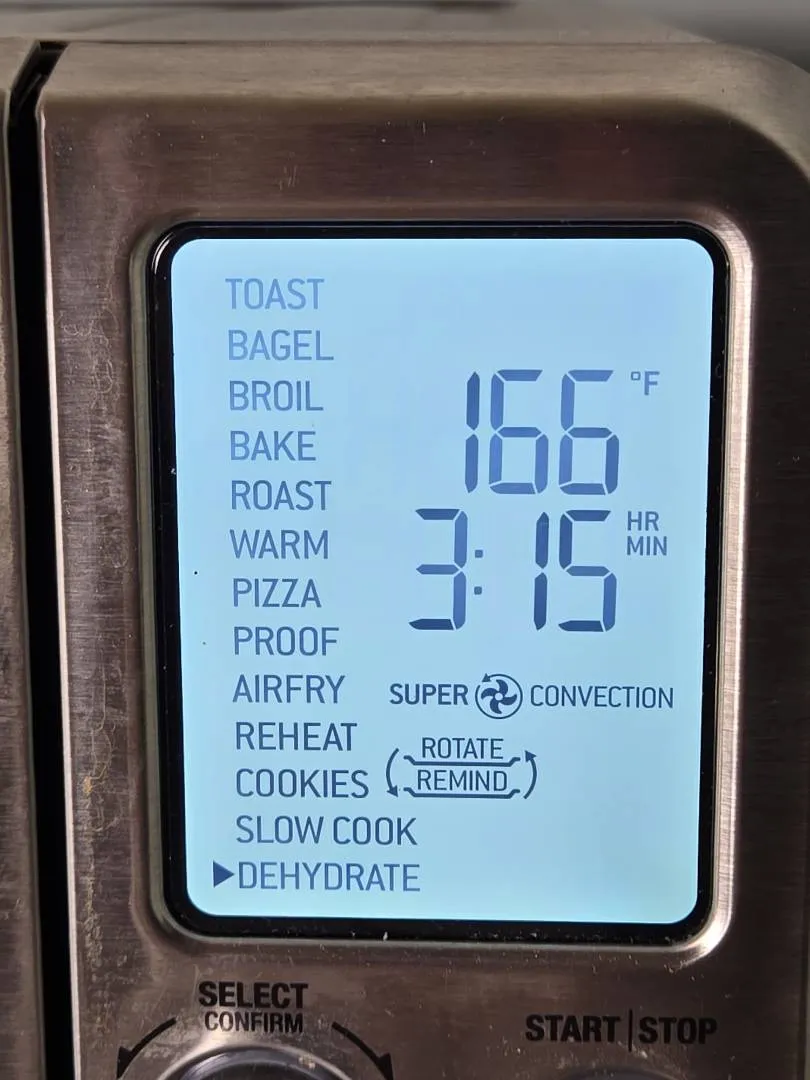 TOAST
BAGEL
BROIL
166 °F
BAKE
ROAST
3:15 HR MIN
WARM
PIZZA
PROOF
AIRFRY
SUPER CONVECTION
REHEAT
ROTATE
COOKIES
REMIND
SLOW COOK
DEHYDRATE
SELECT
CONFIRM
START|STOP